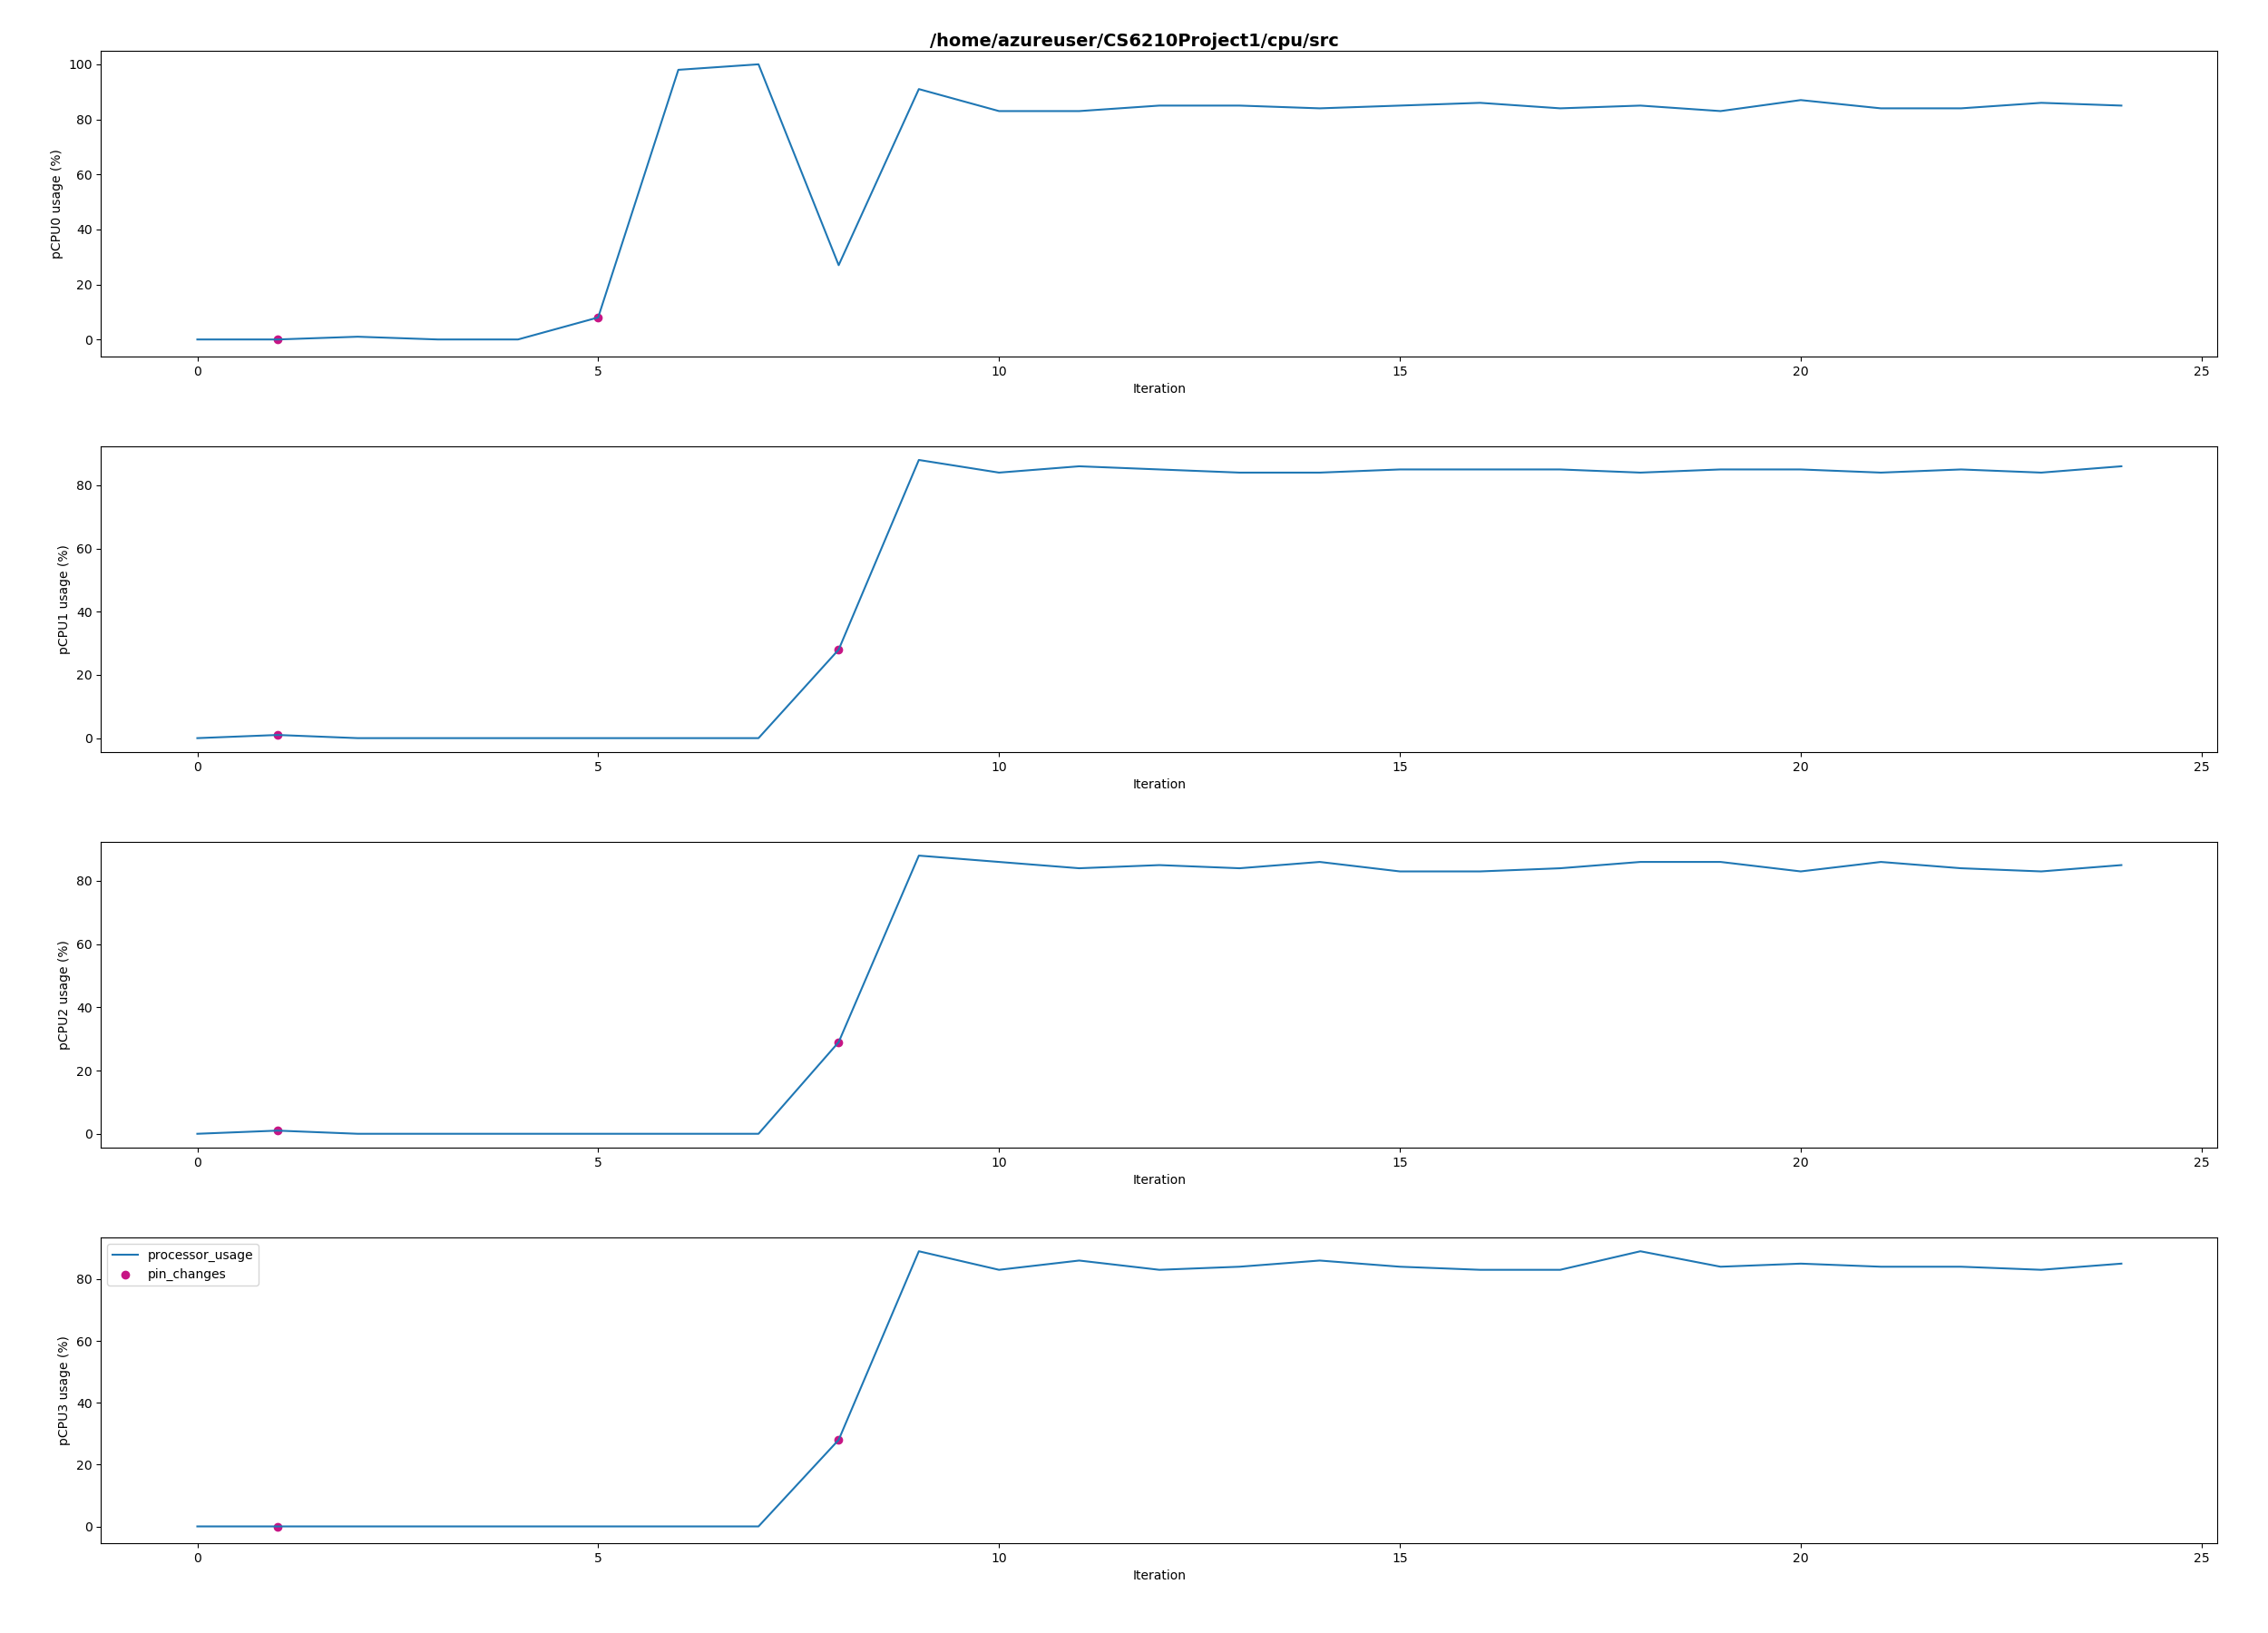 /home/azureuser/CS6210Project1/cpu/src
pCPU0 usage (%)
100
80
60
40
20
0
0 5 10 15 20 25
Iteration
pCPU1 usage (%)
80
60
40
20
0
0 5 10 15 20 25
Iteration
pCPU2 usage (%)
80
60
40
20
0
0 5 10 15 20 25
Iteration
pCPU3 usage (%)
processor_usage
pin_changes
80
60
40
20
0
0 5 10 15 20 25
Iteration